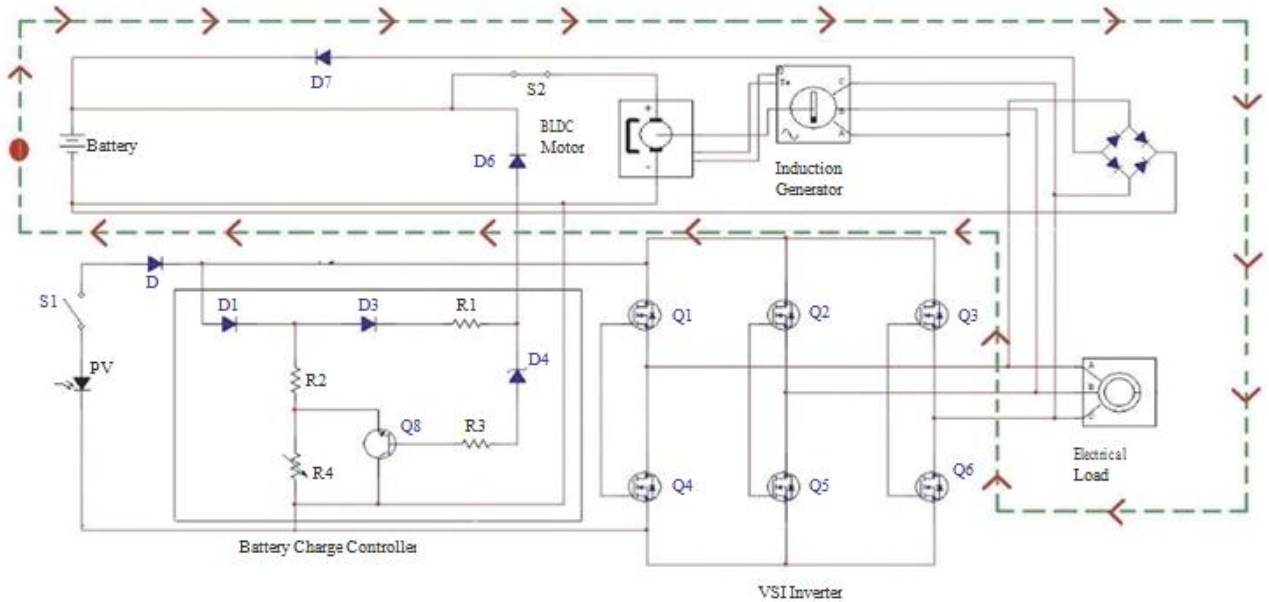 D7
S2
BLDC
Motor
+
-
Battery
D6
C
B
A
Induction
Generator
S1
D
D1
D3
R1
Q1
Q2
Q3
PV
D4
R2
Q8
R3
R4
A
B
C
Electrical
Load
Q4
Q5
Q6
Battery Charge Controller
VSI Inverter